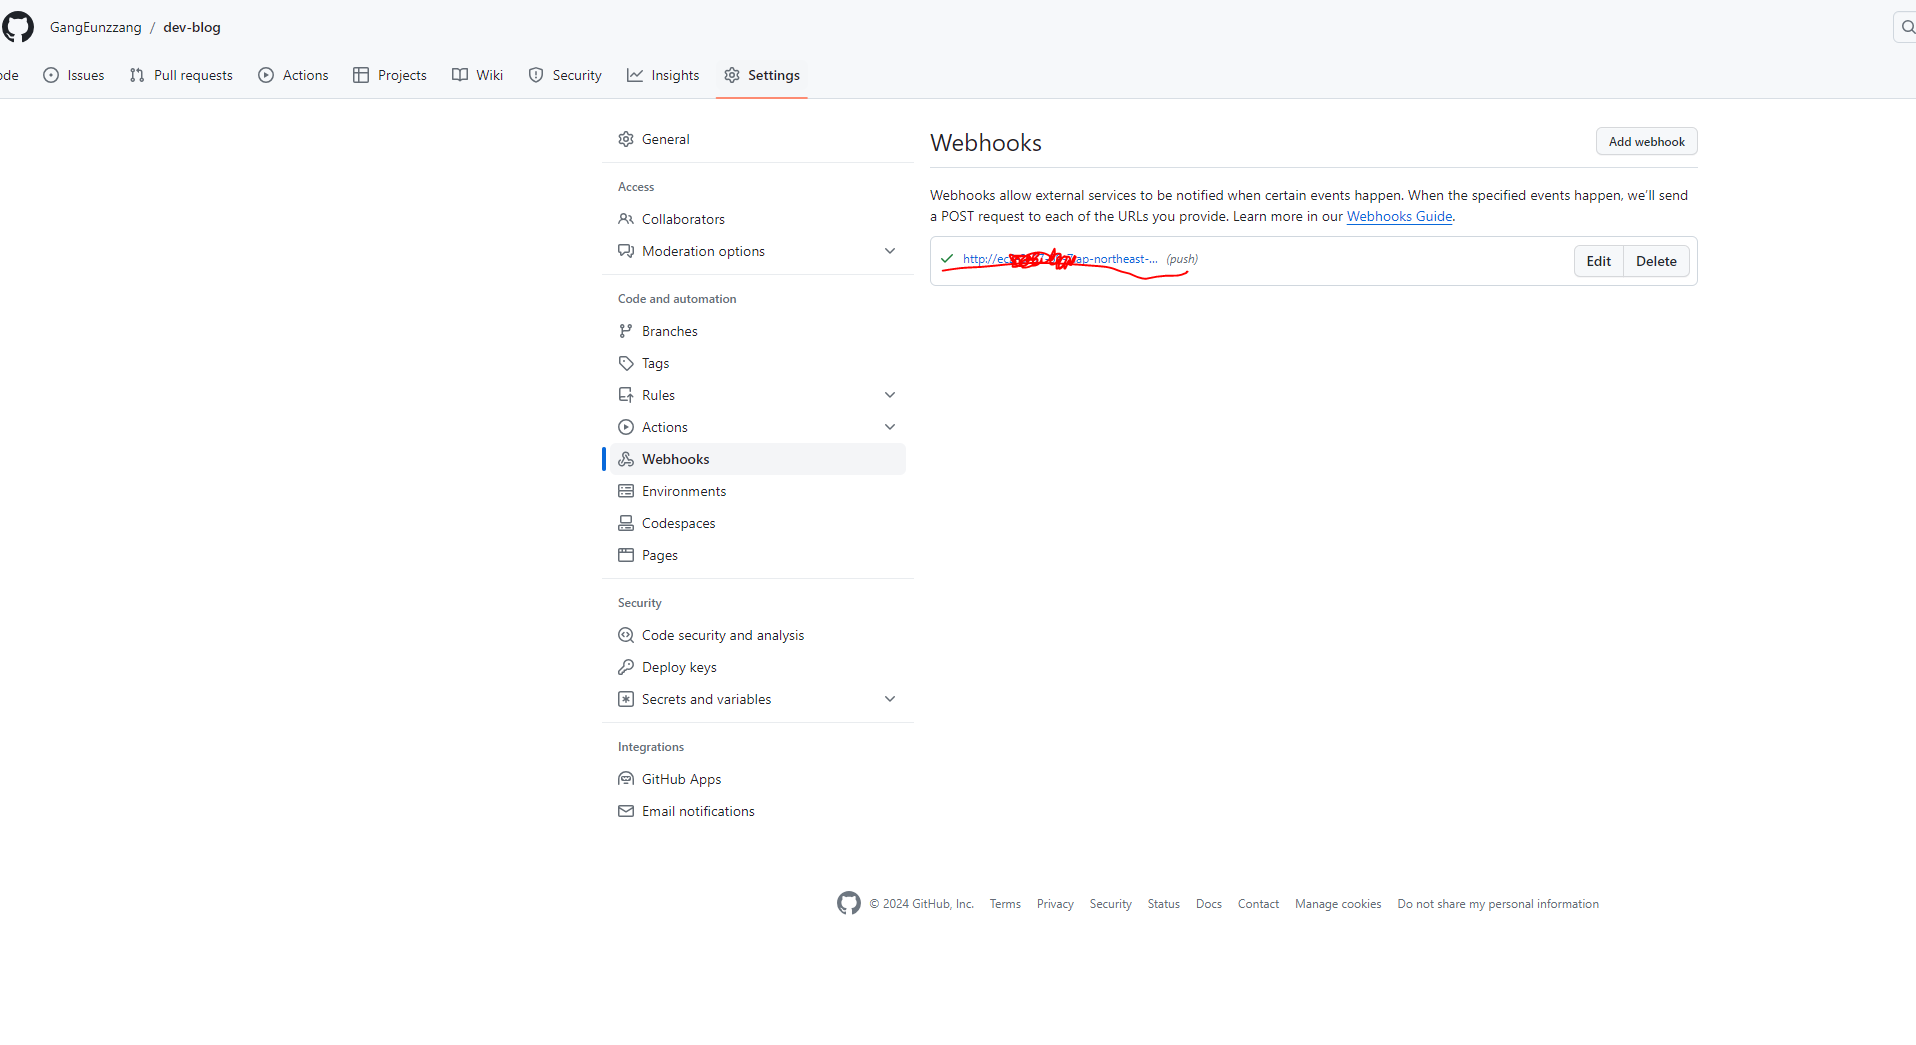 GangEunzzang / dev-blog
ode Issues Pull requests Actions Projects Wiki Security Insights Settings
General
Access
Collaborators
Moderation options
Code and automation
Branches
Tags
Rules
Actions
Webhooks
Environments
Codespaces
Pages
Security
Code security and analysis
Deploy keys
Secrets and variables
Integrations
GitHub Apps
Email notifications
Webhooks
Add webhook
Webhooks allow external services to be notified when certain events happen. When the specified events happen, we'll send
a POST request to each of the URLs you provide. Learn more in our Webhooks Guide.
http://ec ap-northeast-... (push)
Edit Delete
© 2024 GitHub, Inc. Terms Privacy Security Status Docs Contact Manage cookies Do not share my personal information